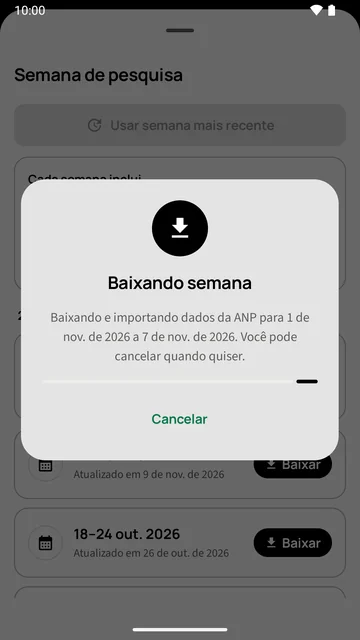 10:00
Semana de pesquisa
Usar semana mais recente
Cada semana inclui
Baixando semana
Baixando e importando dados da ANP para 1 de
nov. de 2026 a 7 de nov. de 2026. Você pode
cancelar quando quiser.
Cancelar
Atualizado em 9 de nov. de 2026
Baixar
18–24 out. 2026
Atualizado em 26 de out. de 2026
Baixar